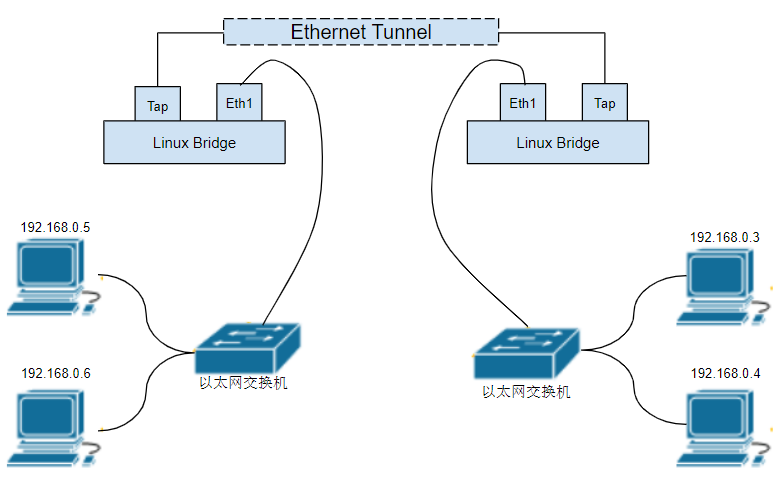 Ethernet Tunnel
Tap
Eth1
Linux Bridge
Eth1
Tap
Linux Bridge
192.168.0.5
192.168.0.3
192.168.0.6
以太网交换机
192.168.0.4
以太网交换机